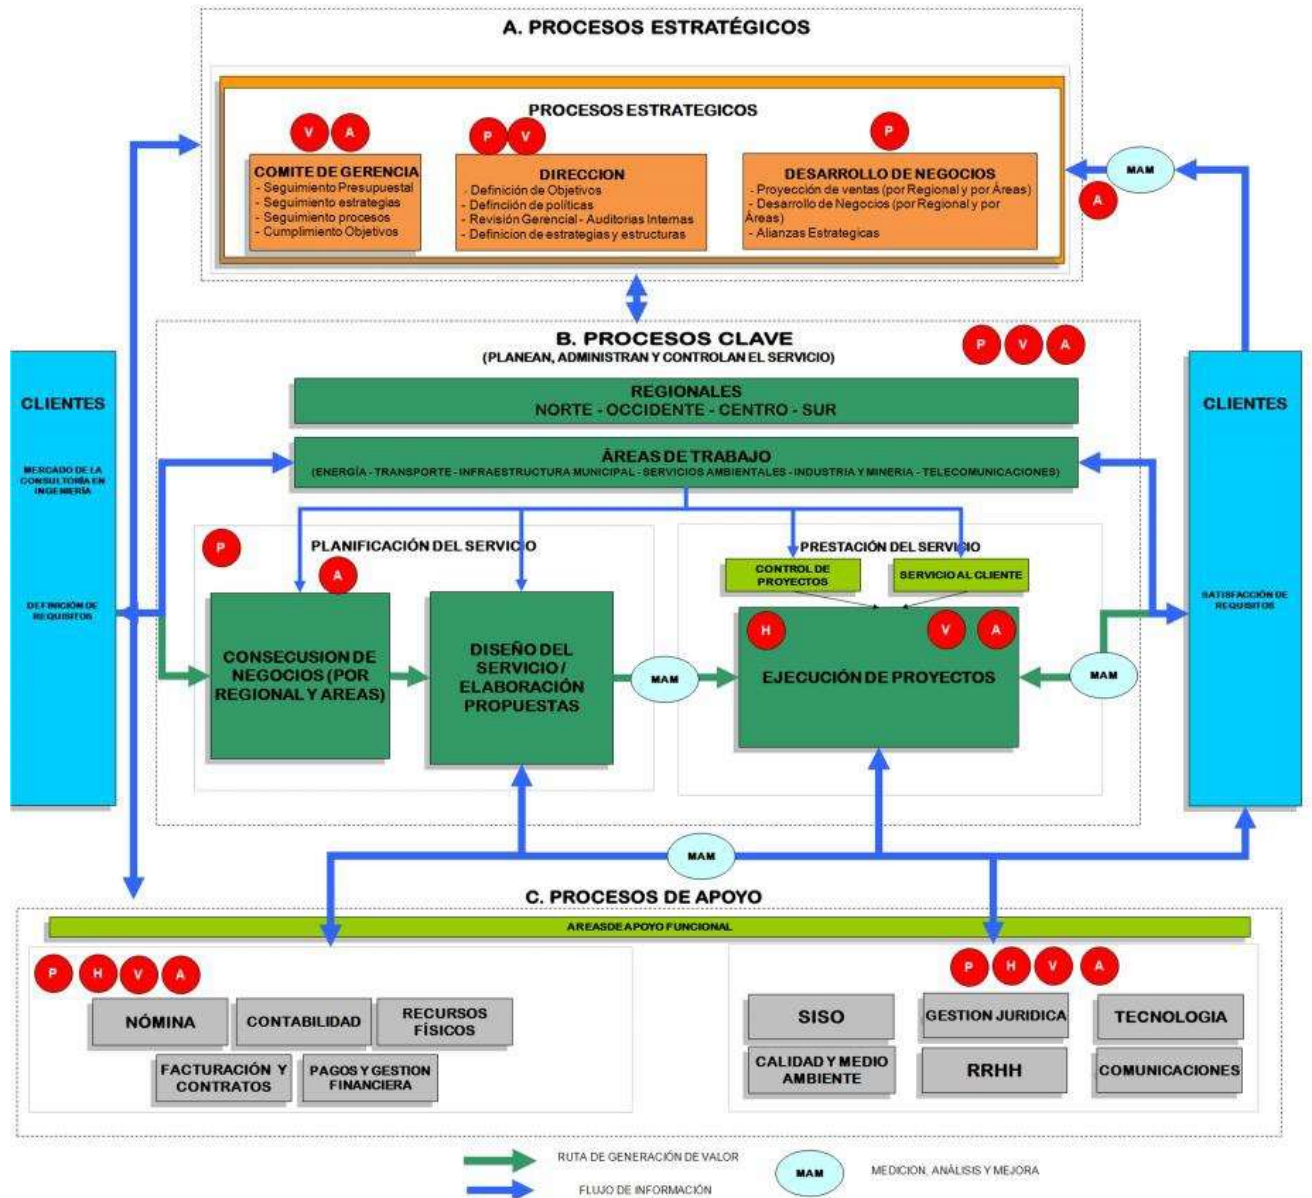 A. PROCESOS ESTRATÉGICOS
PROCESOS ESTRATEGICOS
V
A
P
V
P
COMITE DE GERENCIA
- Seguimiento Presupuestal
- Seguimiento estrategias
- Seguimiento procesos
- Cumplimiento Objetivos
DIRECCION
- Definición de Objetivos
- Definción de políticas
- Revisión Gerencial - Auditorias Internas
- Definicion de estrategias y estructuras
DESARROLLO DE NEGOCIOS
- Proyección de ventas (por Regional y por Áreas)
- Desarrollo de Negocios (por Regional y por
Áreas)
- Alianzas Estrategicas
MAM
A
B. PROCESOS CLAVE
(PLANEAN, ADMINISTRAN Y CONTROLAN EL SERVICIO)
P
V
A
REGIONALES
NORTE - OCCIDENTE - CENTRO - SUR
ÁREAS DE TRABAJO
(ENERGÍA - TRANSPORTE - INFRAESTRUCTURA MUNICIPAL - SERVICIOS AMBIENTALES - INDUSTRIA Y MINERIA - TELECOMUNICACIONES)
CLIENTES
MERCADO DE LA
CONSULTORÍA EN
INGENIERÍA
DEFINICIÓN DE
REQUISITOS
CLIENTES
SATISFACCIÓN DE
REQUISITOS
P
PLANIFICACIÓN DEL SERVICIO
A
CONSECUSION DE
NEGOCIOS (POR
REGIONAL Y AREAS)
DISEÑO DEL
SERVICIO /
ELABORACIÓN
PROPUESTAS
MAM
PRESTACIÓN DEL SERVICIO
CONTROL DE
PROYECTOS
SERVICIO AL CLIENTE
H
V
A
EJECUCIÓN DE PROYECTOS
MAM
MAM
C. PROCESOS DE APOYO
AREAS DE APOYO FUNCIONAL
P
H
V
A
NÓMINA
CONTABILIDAD
RECURSOS
FÍSICOS
FACTURACIÓN Y
CONTRATOS
PAGOS Y GESTION
FINANCIERA
P
H
V
A
SISO
GESTION JURIDICA
TECNOLOGIA
CALIDAD Y MEDIO
AMBIENTE
RRHH
COMUNICACIONES
RUTA DE GENERACIÓN DE VALOR
FLUJO DE INFORMACIÓN
MAM
MEDICION, ANÁLISIS Y MEJORA